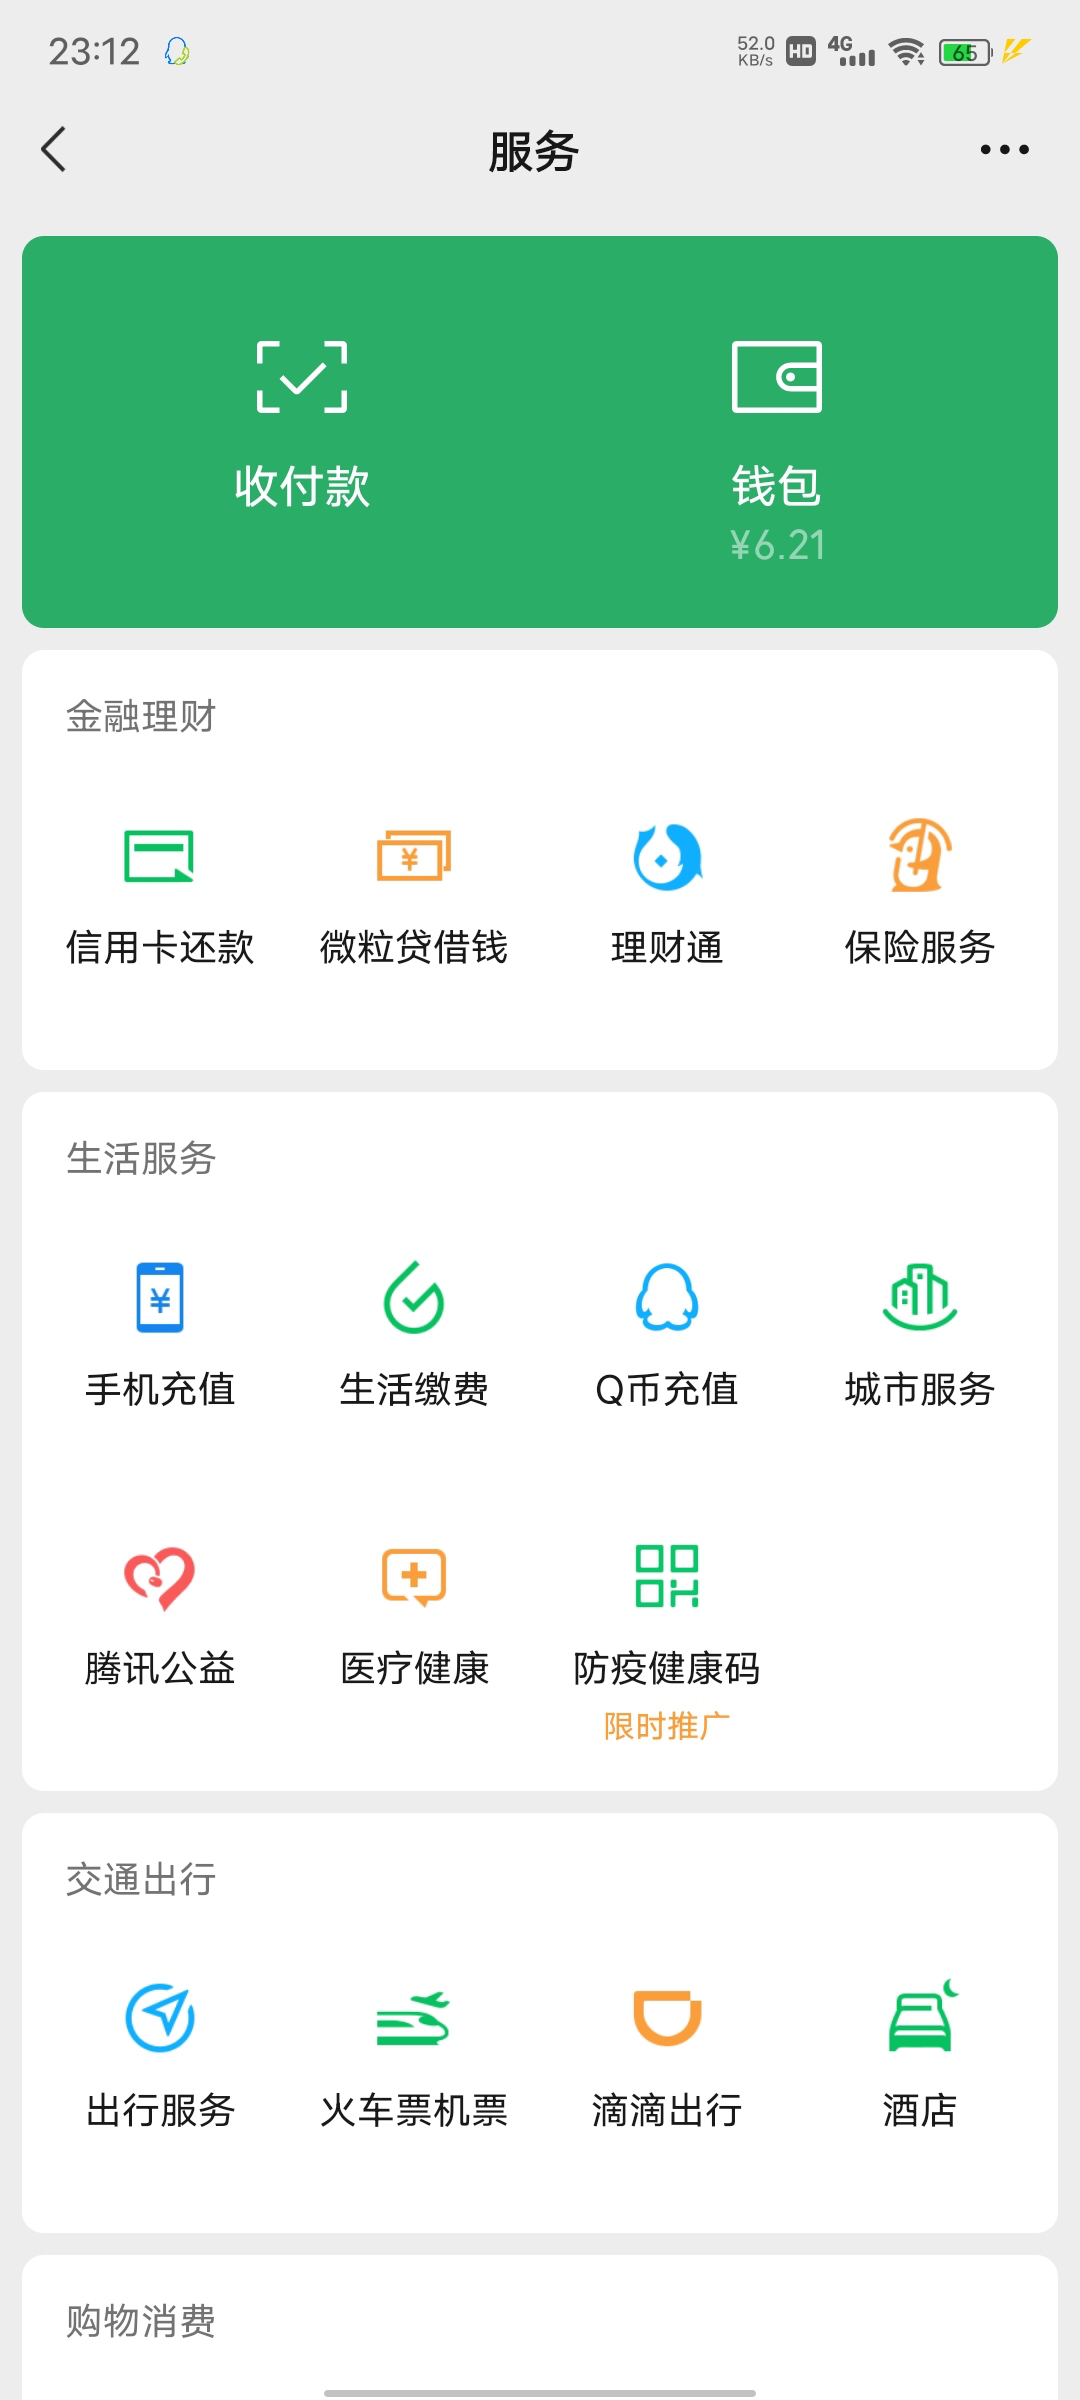 23:12
52.0
KB/s
HD
4G
65
服务
收付款
钱包
¥6.21
金融理财
信用卡还款
微粒贷借钱
理财通
保险服务
生活服务
手机充值
生活缴费
Q币充值
城市服务
腾讯公益
医疗健康
防疫健康码
限时推广
交通出行
出行服务
火车票机票
滴滴出行
酒店
购物消费